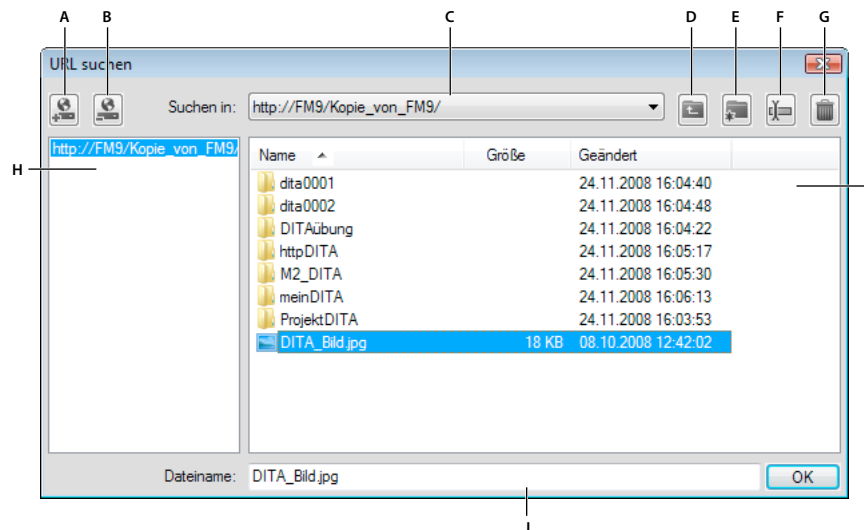 A B C D E F G
URL suchen
Suchen in: http://FM9/Kopie_von_FM9/
http://FM9/Kopie_von_FM9/
Name Größe Geändert
H
dita0001 24.11.2008 16:04:40
dita0002 24.11.2008 16:04:48
DITAübung 24.11.2008 16:04:22
httpDITA 24.11.2008 16:05:17
M2_DITA 24.11.2008 16:05:30
meinDITA 24.11.2008 16:06:13
ProjektDITA 24.11.2008 16:03:53
DITA_Bild.jpg 18 KB 08.10.2008 12:42:02
Dateiname: DITA_Bild.jpg OK